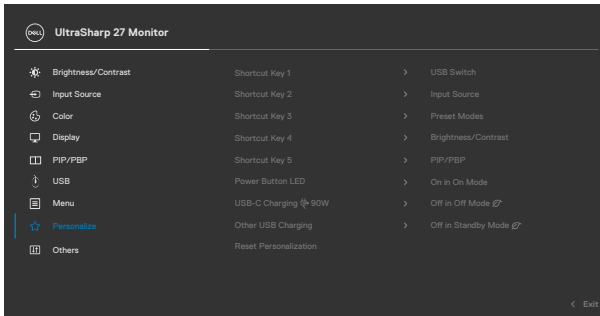 DELL UltraSharp 27 Monitor
Brightness/Contrast Shortcut Key 1 > USB Switch
Input Source Shortcut Key 2 > Input Source
Color Shortcut Key 3 > Preset Modes
Display Shortcut Key 4 > Brightness/Contrast
PIP/PBP Shortcut Key 5 > PIP/PBP
USB Power Button LED > On in On Mode
Menu USB-C Charging 90W > Off in Off Mode
Personalize Other USB Charging > Off in Standby Mode
Others Reset Personalization
< Exit